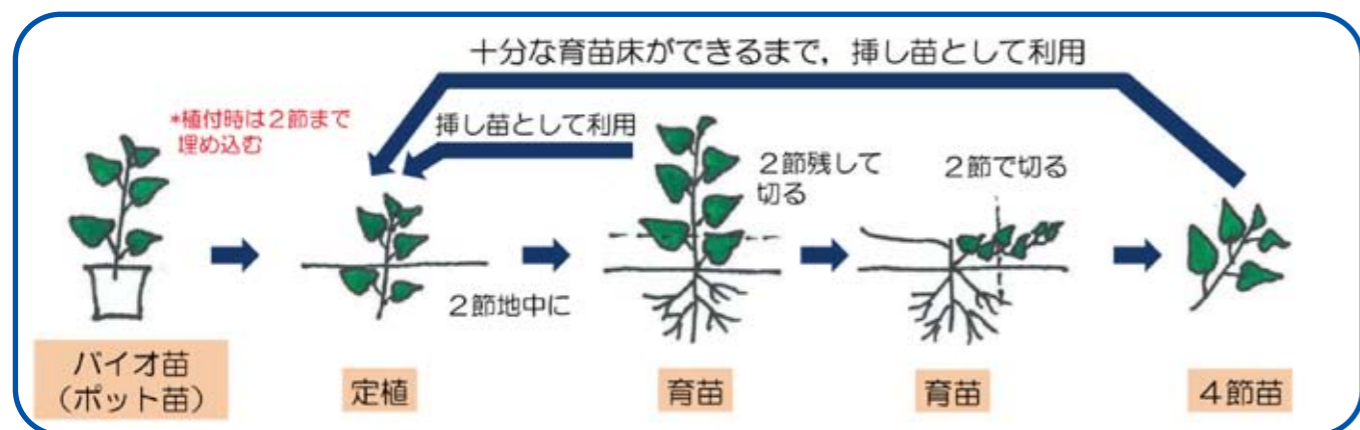 十分な育苗床ができるまで，挿し苗として利用
*植付時は２節まで
埋め込む
挿し苗として利用
２節残して
切る
２節で切る
２節地中に
バイオ苗
（ポット苗）
定植
育苗
育苗
４節苗